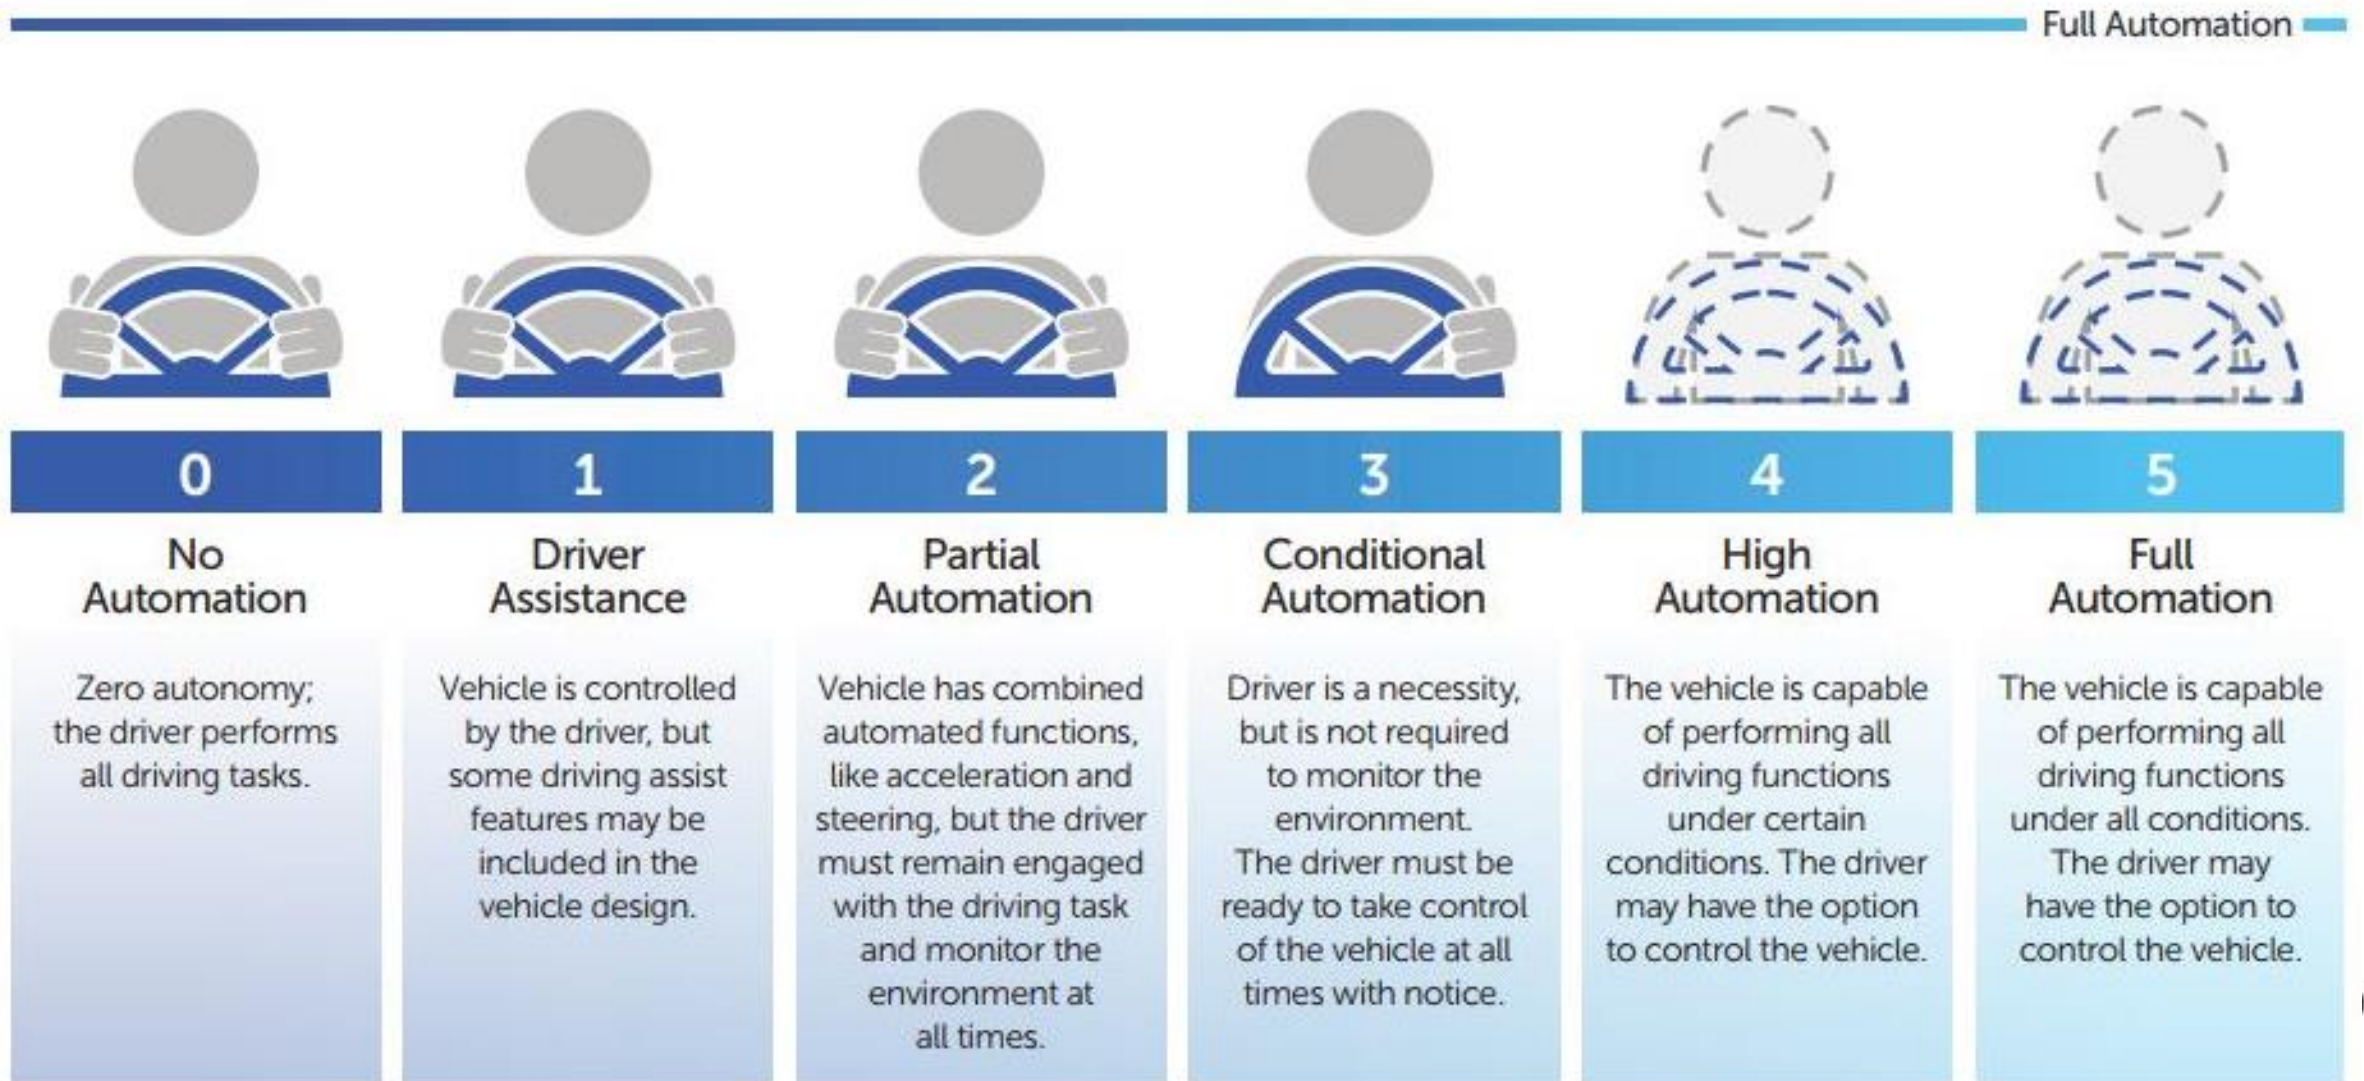 Full Automation
0
No
Automation
Zero autonomy;
the driver performs
all driving tasks.
1
Driver
Assistance
Vehicle is controlled
by the driver, but
some driving assist
features may be
included in the
vehicle design.
2
Partial
Automation
Vehicle has combined
automated functions,
like acceleration and
steering, but the driver
must remain engaged
with the driving task
and monitor the
environment at
all times.
3
Conditional
Automation
Driver is a necessity,
but is not required
to monitor the
environment.
The driver must be
ready to take control
of the vehicle at all
times with notice.
4
High
Automation
The vehicle is capable
of performing all
driving functions
under certain
conditions. The driver
may have the option
to control the vehicle.
5
Full
Automation
The vehicle is capable
of performing all
driving functions
under all conditions.
The driver may
have the option to
control the vehicle.